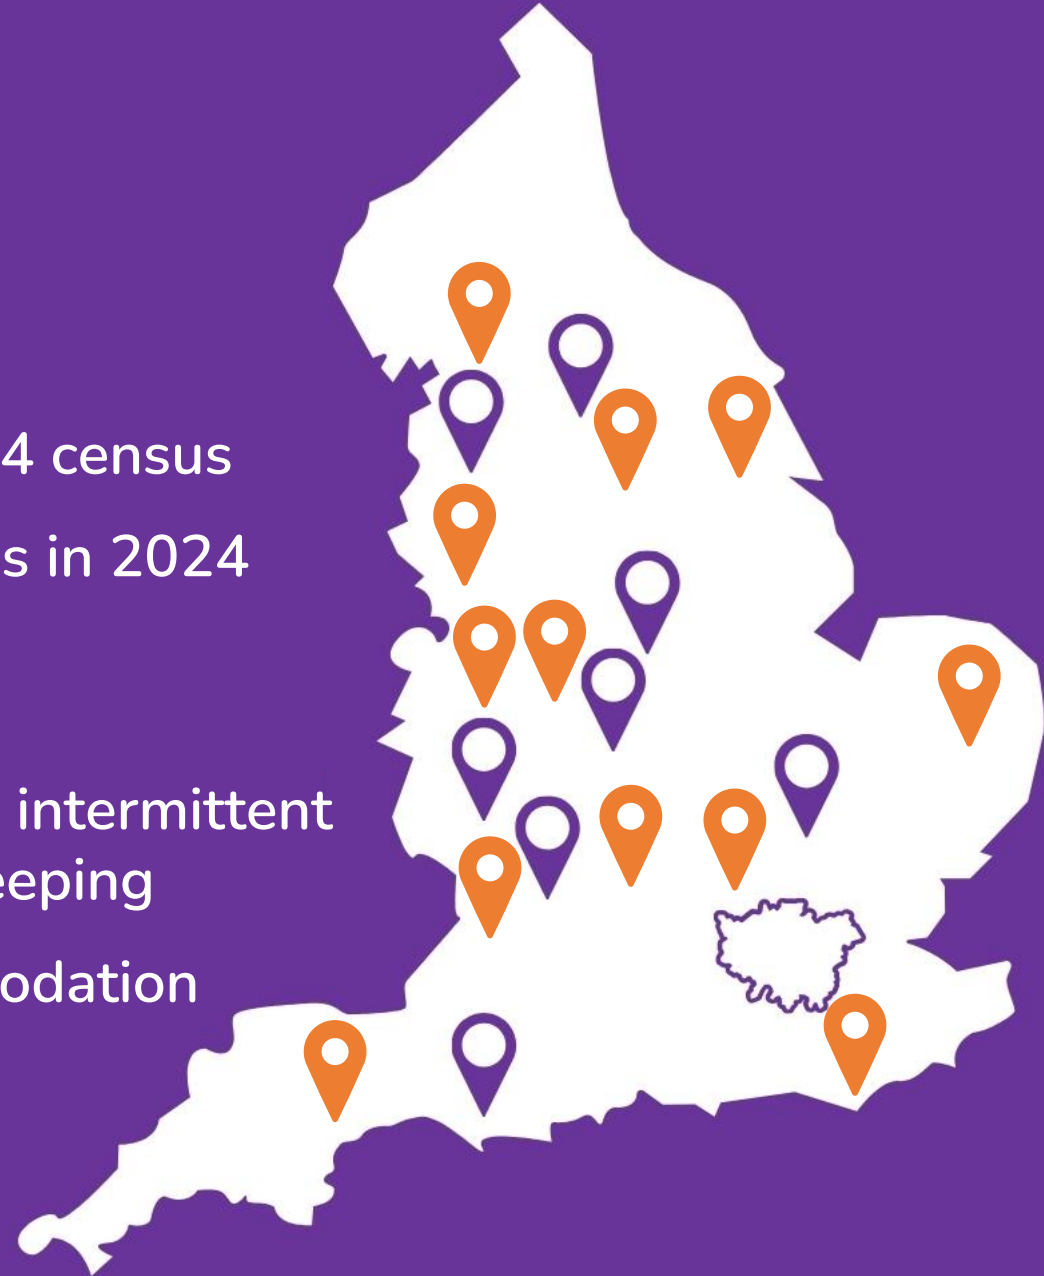 4 census
s in 2024
intermittent
eeping
odation